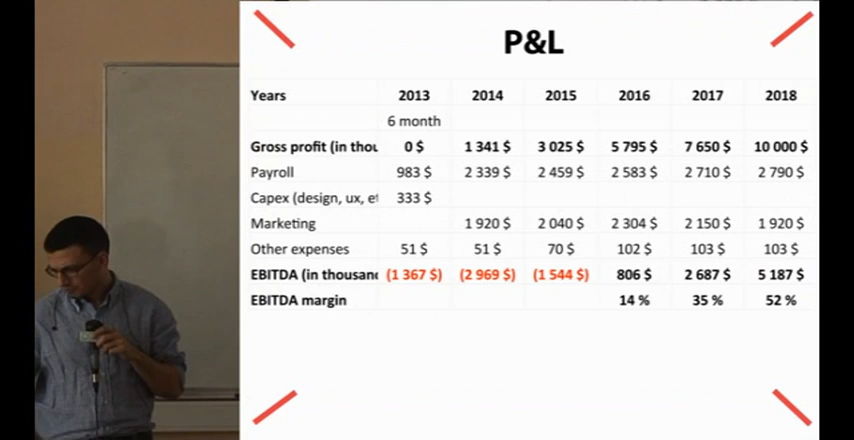 P&L
Years 2013 2014 2015 2016 2017 2018
6 month
Gross profit (in thou 0 $ 1 341 $ 3 025 $ 5 795 $ 7 650 $ 10 000 $
Payroll 983 $ 2 339 $ 2 459 $ 2 583 $ 2 710 $ 2 790 $
Capex (design, ux, et 333 $
Marketing 1 920 $ 2 040 $ 2 304 $ 2 150 $ 1 920 $
Other expenses 51 $ 51 $ 70 $ 102 $ 103 $ 103 $
EBITDA (in thousand (1 367 $) (2 969 $) (1 544 $) 806 $ 2 687 $ 5 187 $
EBITDA margin 14 % 35 % 52 %